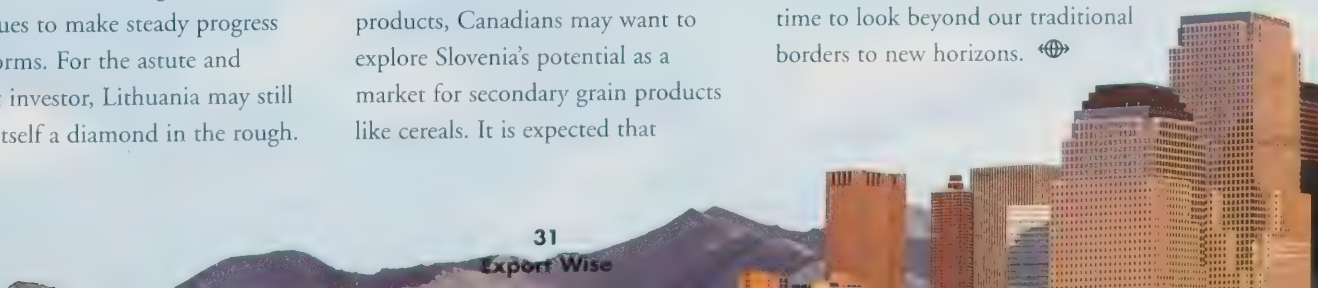 ues to make steady progress
orms. For the astute and
investor, Lithuania may still
tself a diamond in the rough.
products, Canadians may want to
explore Slovenia's potential as a
market for secondary grain products
like cereals. It is expected that
time to look beyond our traditional
borders to new horizons.
31
Export Wise